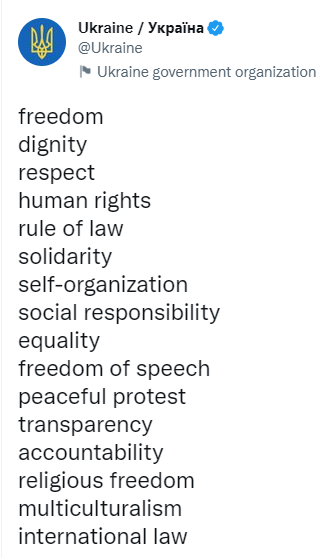 Ukraine / Україна
@Ukraine
Ukraine government organization
freedom
dignity
respect
human rights
rule of law
solidarity
self-organization
social responsibility
equality
freedom of speech
peaceful protest
transparency
accountability
religious freedom
multiculturalism
international law